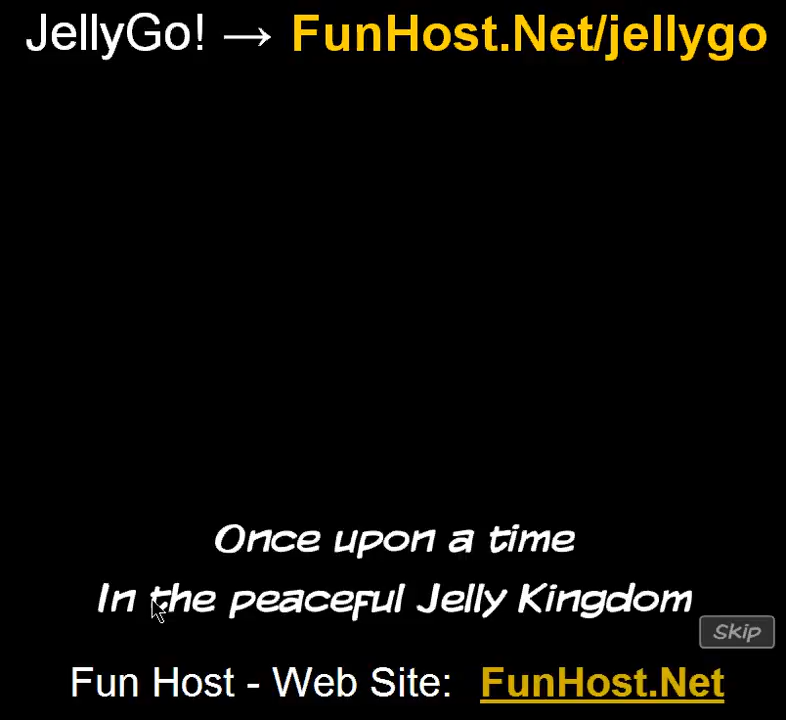 JellyGo! → FunHost.Net/jellygo
Once upon a time
In the peaceful Jelly Kingdom
Skip
Fun Host - Web Site: FunHost.Net